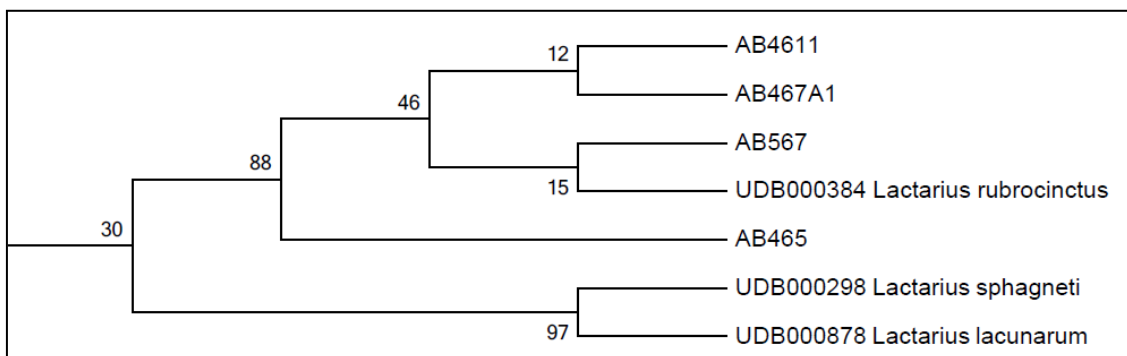 AB4611
12
AB467A1
46
AB567
88
15
UDB000384 Lactarius rubrocinctus
30
AB465
UDB000298 Lactarius sphagneti
97
UDB000878 Lactarius lacunarum